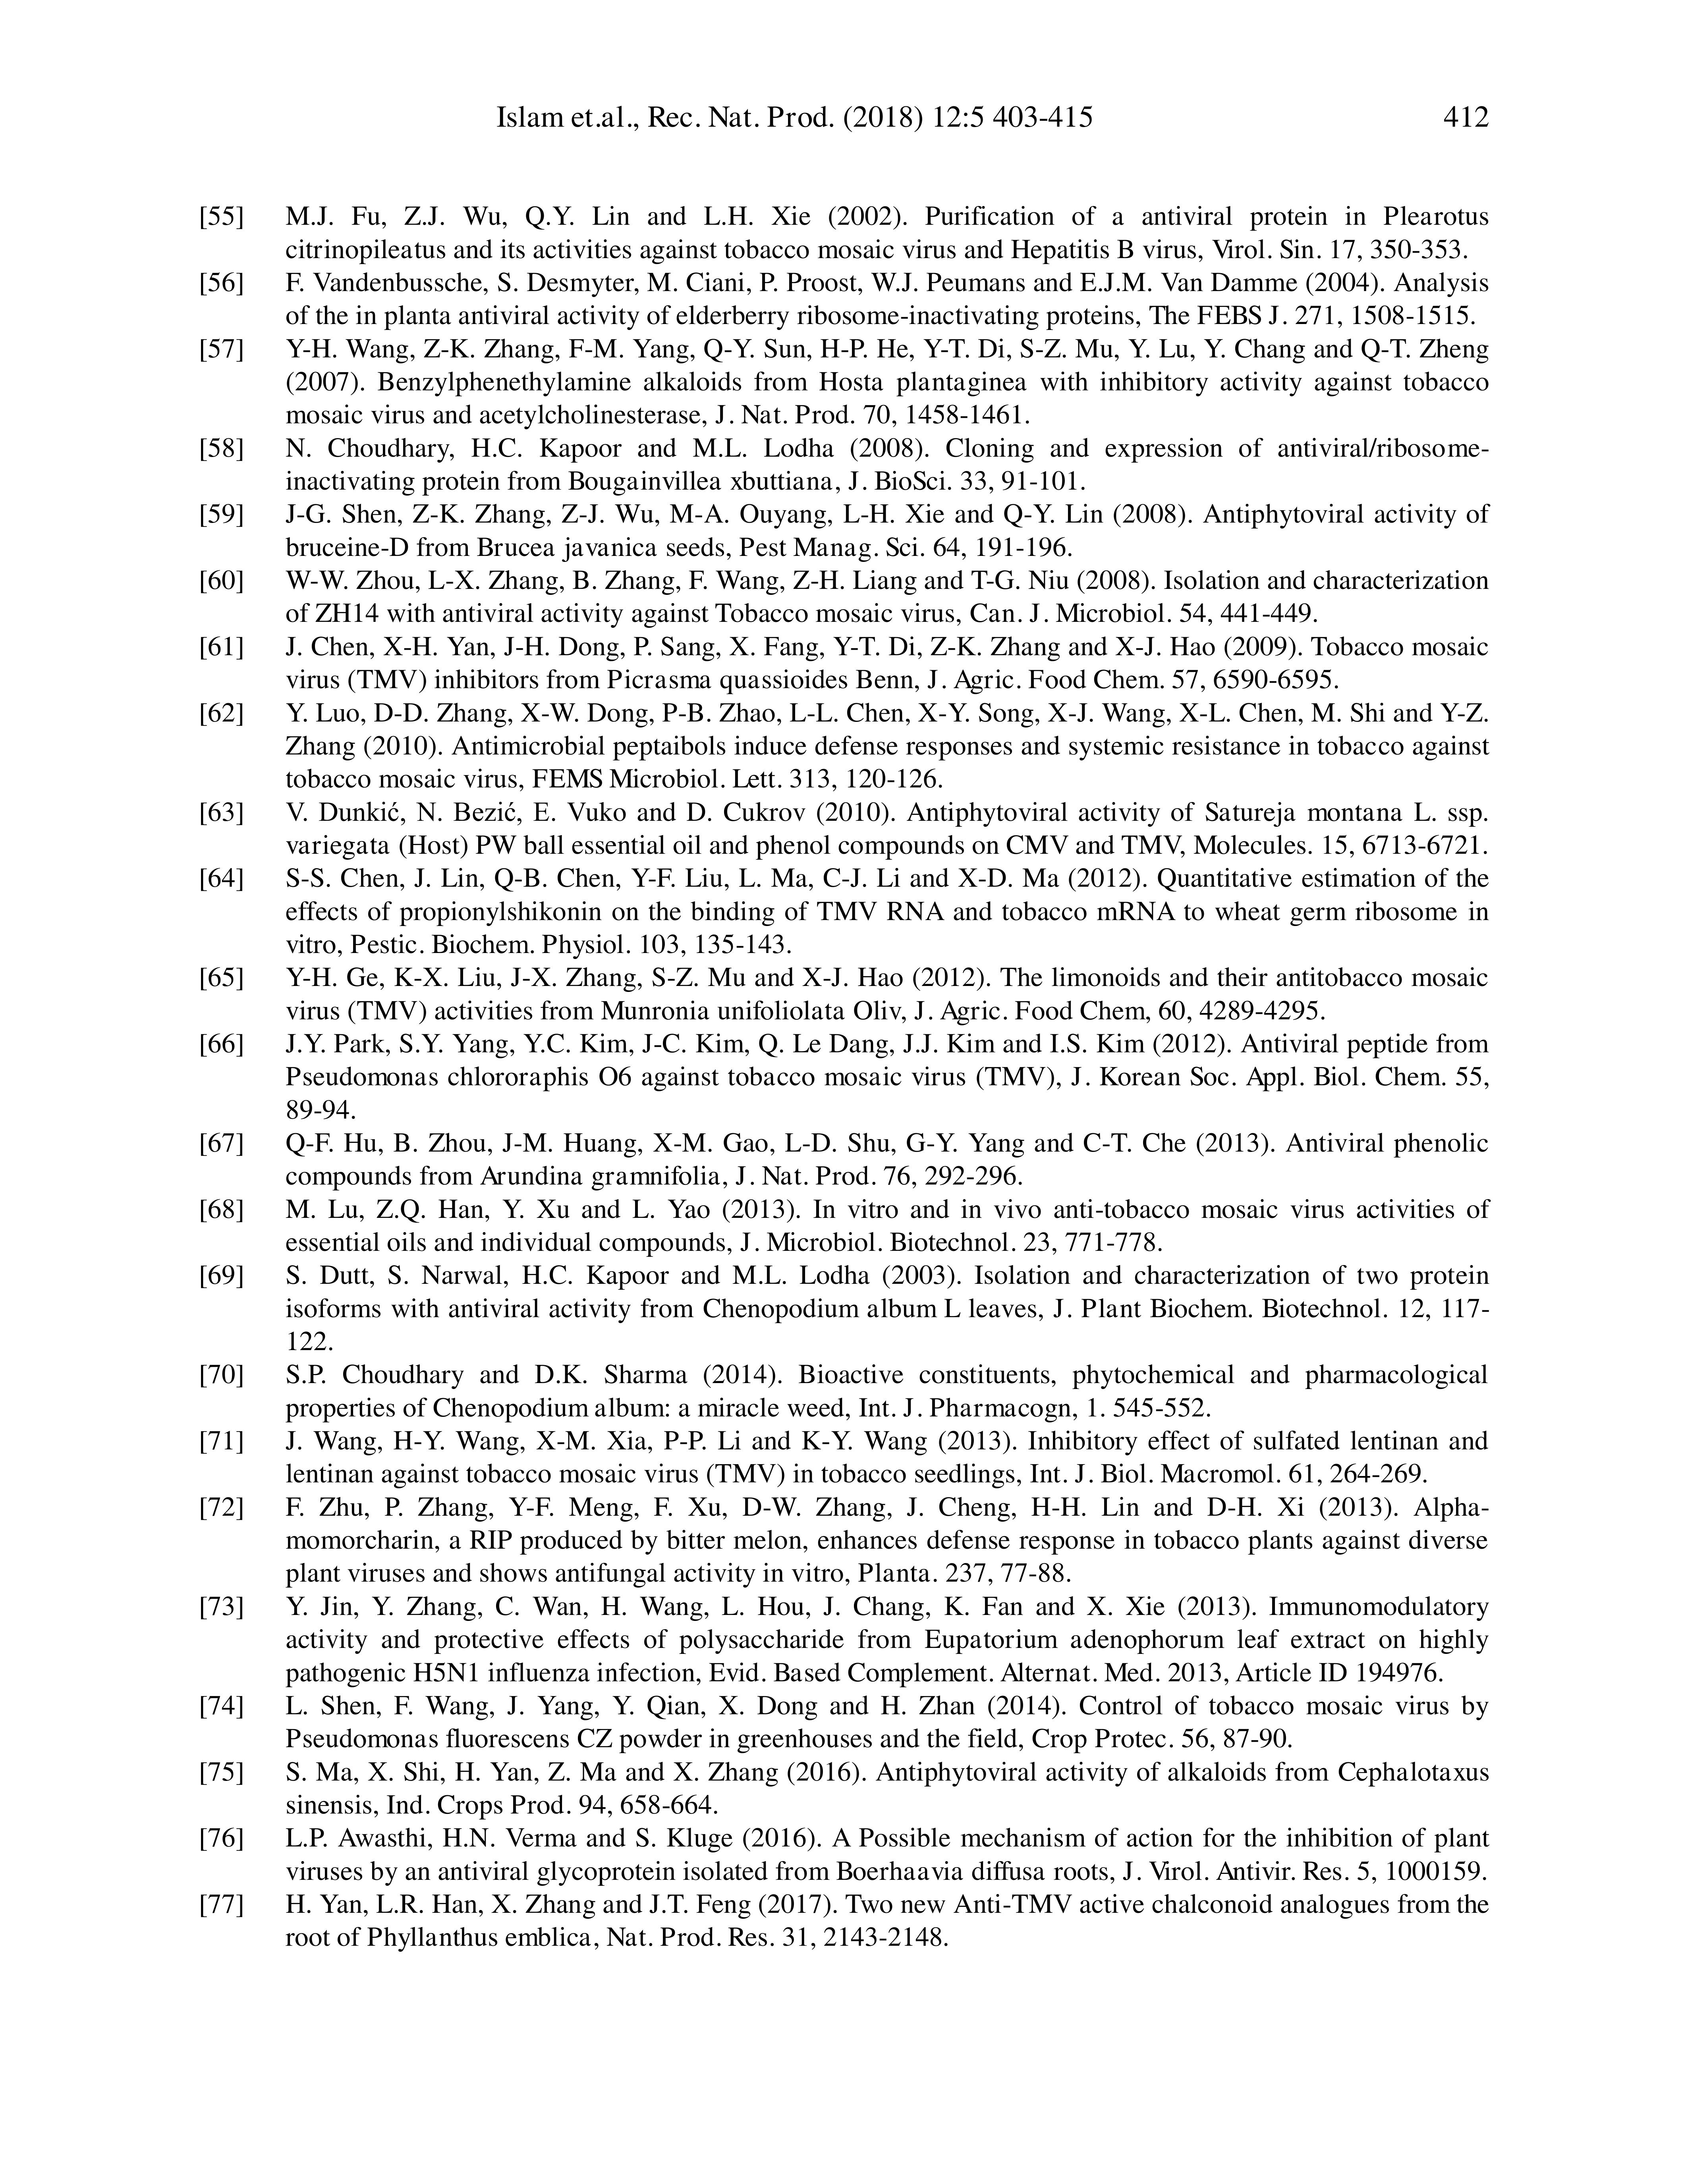 Islam et.al., Rec. Nat. Prod. (2018) 12:5 403-415 412
[55] M.J. Fu, Z.J. Wu, Q.Y. Lin and L.H. Xie (2002). Purification of a antiviral protein in Plearotus
citrinopileatus and its activities against tobacco mosaic virus and Hepatitis B virus, Virol. Sin. 17, 350-353.
[56] F. Vandenbussche, S. Desmyter, M. Ciani, P. Proost, W.J. Peumans and E.J.M. Van Damme (2004). Analysis
of the in planta antiviral activity of elderberry ribosome-inactivating proteins, The FEBS J. 271, 1508-1515.
[57] Y-H. Wang, Z-K. Zhang, F-M. Yang, Q-Y. Sun, H-P. He, Y-T. Di, S-Z. Mu, Y. Lu, Y. Chang and Q-T. Zheng
(2007). Benzylphenethylamine alkaloids from Hosta plantaginea with inhibitory activity against tobacco
mosaic virus and acetylcholinesterase, J. Nat. Prod. 70, 1458-1461.
[58] N. Choudhary, H.C. Kapoor and M.L. Lodha (2008). Cloning and expression of antiviral/ribosome-
inactivating protein from Bougainvillea xbuttiana, J. BioSci. 33, 91-101.
[59] J-G. Shen, Z-K. Zhang, Z-J. Wu, M-A. Ouyang, L-H. Xie and Q-Y. Lin (2008). Antiphytoviral activity of
bruceine-D from Brucea javanica seeds, Pest Manag. Sci. 64, 191-196.
[60] W-W. Zhou, L-X. Zhang, B. Zhang, F. Wang, Z-H. Liang and T-G. Niu (2008). Isolation and characterization
of ZH14 with antiviral activity against Tobacco mosaic virus, Can. J. Microbiol. 54, 441-449.
[61] J. Chen, X-H. Yan, J-H. Dong, P. Sang, X. Fang, Y-T. Di, Z-K. Zhang and X-J. Hao (2009). Tobacco mosaic
virus (TMV) inhibitors from Picrasma quassioides Benn, J. Agric. Food Chem. 57, 6590-6595.
[62] Y. Luo, D-D. Zhang, X-W. Dong, P-B. Zhao, L-L. Chen, X-Y. Song, X-J. Wang, X-L. Chen, M. Shi and Y-Z.
Zhang (2010). Antimicrobial peptaibols induce defense responses and systemic resistance in tobacco against
tobacco mosaic virus, FEMS Microbiol. Lett. 313, 120-126.
[63] V. Dunkić, N. Bezić, E. Vuko and D. Cukrov (2010). Antiphytoviral activity of Satureja montana L. ssp.
variegata (Host) PW ball essential oil and phenol compounds on CMV and TMV, Molecules. 15, 6713-6721.
[64] S-S. Chen, J. Lin, Q-B. Chen, Y-F. Liu, L. Ma, C-J. Li and X-D. Ma (2012). Quantitative estimation of the
effects of propionylshikonin on the binding of TMV RNA and tobacco mRNA to wheat germ ribosome in
vitro, Pestic. Biochem. Physiol. 103, 135-143.
[65] Y-H. Ge, K-X. Liu, J-X. Zhang, S-Z. Mu and X-J. Hao (2012). The limonoids and their antitobacco mosaic
virus (TMV) activities from Munronia unifoliolata Oliv, J. Agric. Food Chem, 60, 4289-4295.
[66] J.Y. Park, S.Y. Yang, Y.C. Kim, J-C. Kim, Q. Le Dang, J.J. Kim and I.S. Kim (2012). Antiviral peptide from
Pseudomonas chlororaphis O6 against tobacco mosaic virus (TMV), J. Korean Soc. Appl. Biol. Chem. 55,
89-94.
[67] Q-F. Hu, B. Zhou, J-M. Huang, X-M. Gao, L-D. Shu, G-Y. Yang and C-T. Che (2013). Antiviral phenolic
compounds from Arundina gramnifolia, J. Nat. Prod. 76, 292-296.
[68] M. Lu, Z.Q. Han, Y. Xu and L. Yao (2013). In vitro and in vivo anti-tobacco mosaic virus activities of
essential oils and individual compounds, J. Microbiol. Biotechnol. 23, 771-778.
[69] S. Dutt, S. Narwal, H.C. Kapoor and M.L. Lodha (2003). Isolation and characterization of two protein
isoforms with antiviral activity from Chenopodium album L leaves, J. Plant Biochem. Biotechnol. 12, 117-
122.
[70] S.P. Choudhary and D.K. Sharma (2014). Bioactive constituents, phytochemical and pharmacological
properties of Chenopodium album: a miracle weed, Int. J. Pharmacogn, 1. 545-552.
[71] J. Wang, H-Y. Wang, X-M. Xia, P-P. Li and K-Y. Wang (2013). Inhibitory effect of sulfated lentinan and
lentinan against tobacco mosaic virus (TMV) in tobacco seedlings, Int. J. Biol. Macromol. 61, 264-269.
[72] F. Zhu, P. Zhang, Y-F. Meng, F. Xu, D-W. Zhang, J. Cheng, H-H. Lin and D-H. Xi (2013). Alpha-
momorcharin, a RIP produced by bitter melon, enhances defense response in tobacco plants against diverse
plant viruses and shows antifungal activity in vitro, Planta. 237, 77-88.
[73] Y. Jin, Y. Zhang, C. Wan, H. Wang, L. Hou, J. Chang, K. Fan and X. Xie (2013). Immunomodulatory
activity and protective effects of polysaccharide from Eupatorium adenophorum leaf extract on highly
pathogenic H5N1 influenza infection, Evid. Based Complement. Alternat. Med. 2013, Article ID 194976.
[74] L. Shen, F. Wang, J. Yang, Y. Qian, X. Dong and H. Zhan (2014). Control of tobacco mosaic virus by
Pseudomonas fluorescens CZ powder in greenhouses and the field, Crop Protec. 56, 87-90.
[75] S. Ma, X. Shi, H. Yan, Z. Ma and X. Zhang (2016). Antiphytoviral activity of alkaloids from Cephalotaxus
sinensis, Ind. Crops Prod. 94, 658-664.
[76] L.P. Awasthi, H.N. Verma and S. Kluge (2016). A Possible mechanism of action for the inhibition of plant
viruses by an antiviral glycoprotein isolated from Boerhaavia diffusa roots, J. Virol. Antivir. Res. 5, 1000159.
[77] H. Yan, L.R. Han, X. Zhang and J.T. Feng (2017). Two new Anti-TMV active chalconoid analogues from the
root of Phyllanthus emblica, Nat. Prod. Res. 31, 2143-2148.